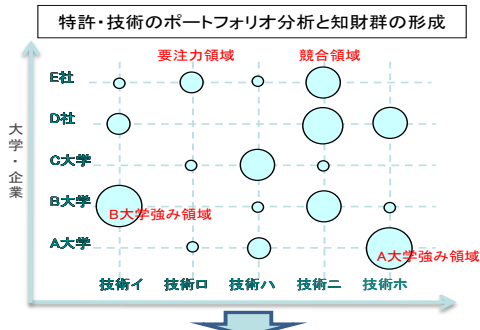 特許・技術のポートフォリオ分析と知財群の形成
要注力領域
競合領域
E社
D社
C大学
B大学
B大学強み領域
A大学
A大学強み領域
大学・企業
技術イ
技術ロ
技術ハ
技術ニ
技術ホ